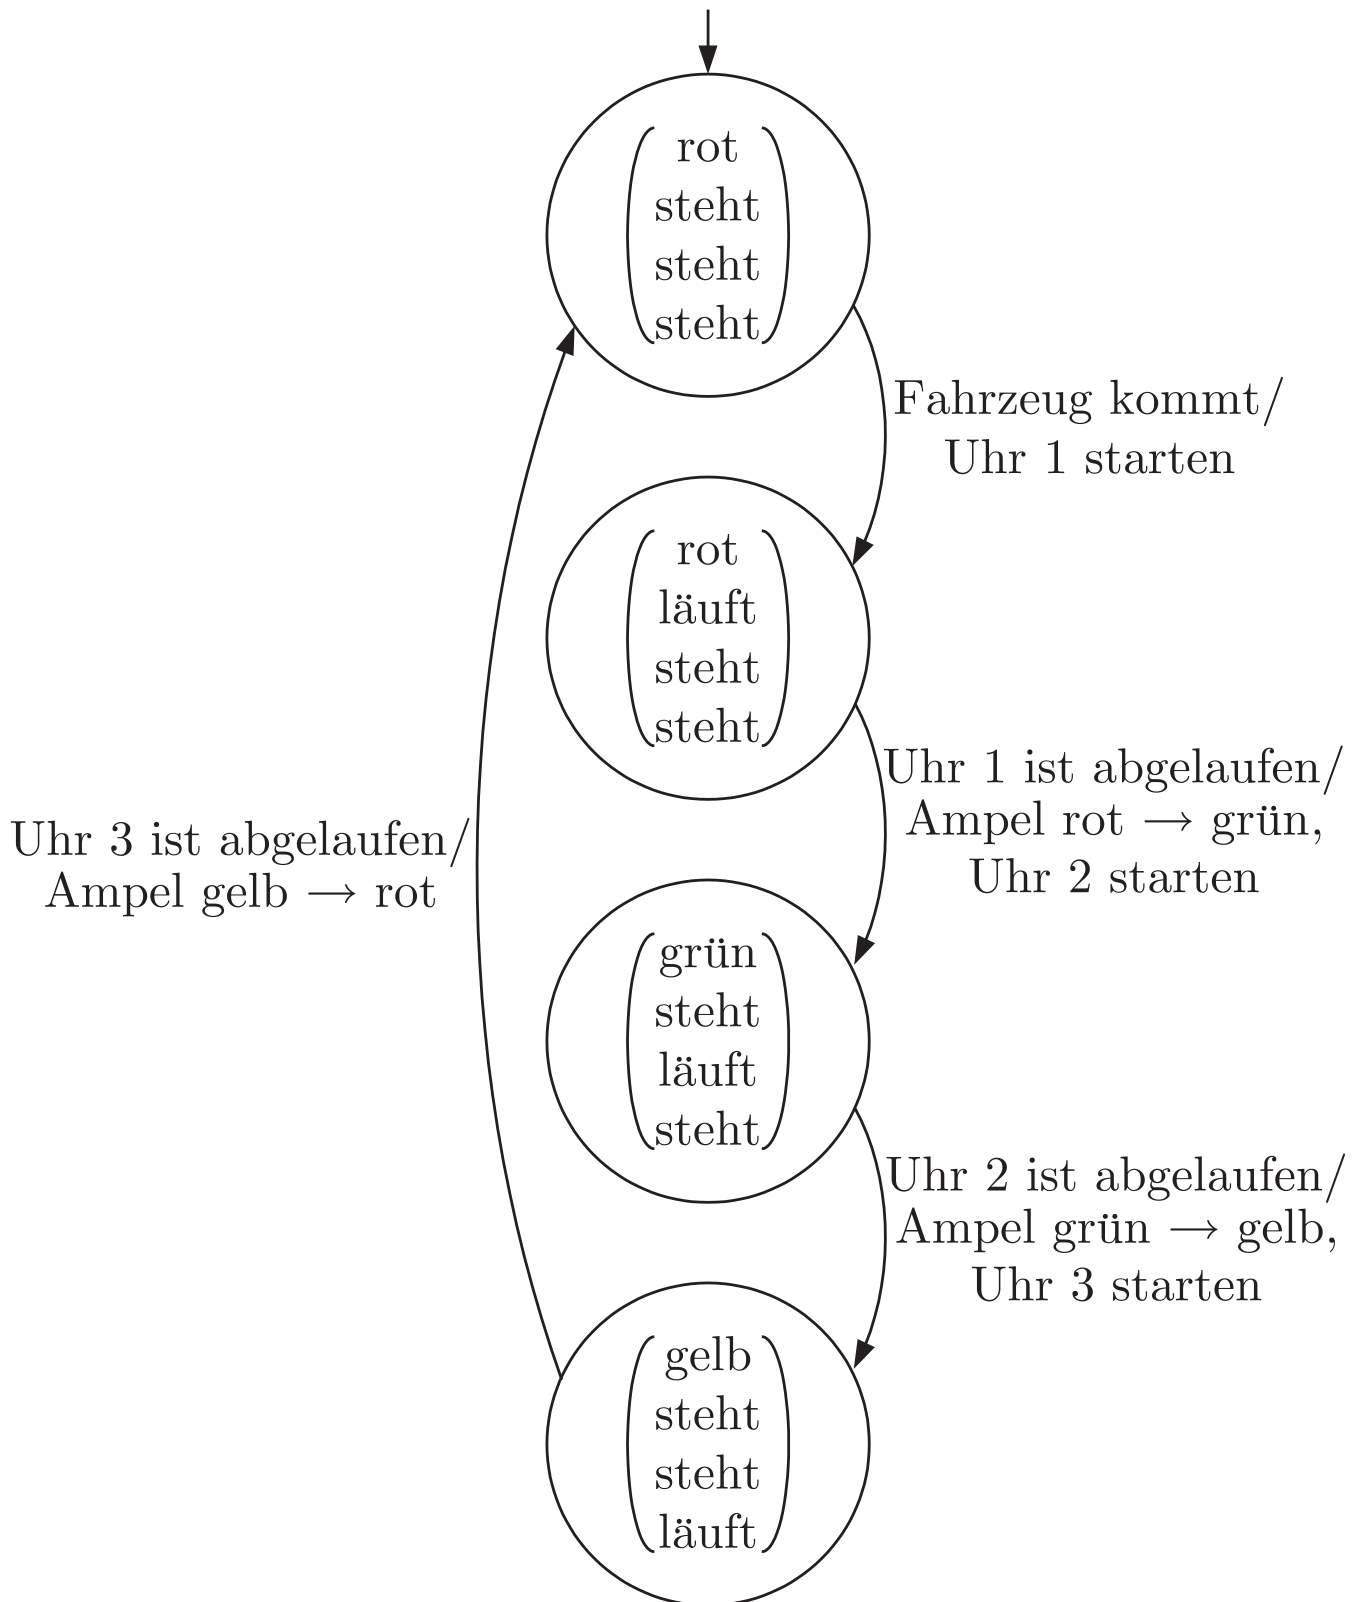 rot
steht
steht
steht
Fahrzeug kommt/
Uhr 1 starten
rot
läuft
steht
steht
Uhr 1 ist abgelaufen/
Ampel rot → grün,
Uhr 2 starten
Uhr 3 ist abgelaufen/
Ampel gelb → rot
grün
steht
läuft
steht
Uhr 2 ist abgelaufen/
Ampel grün → gelb,
Uhr 3 starten
gelb
steht
steht
läuft